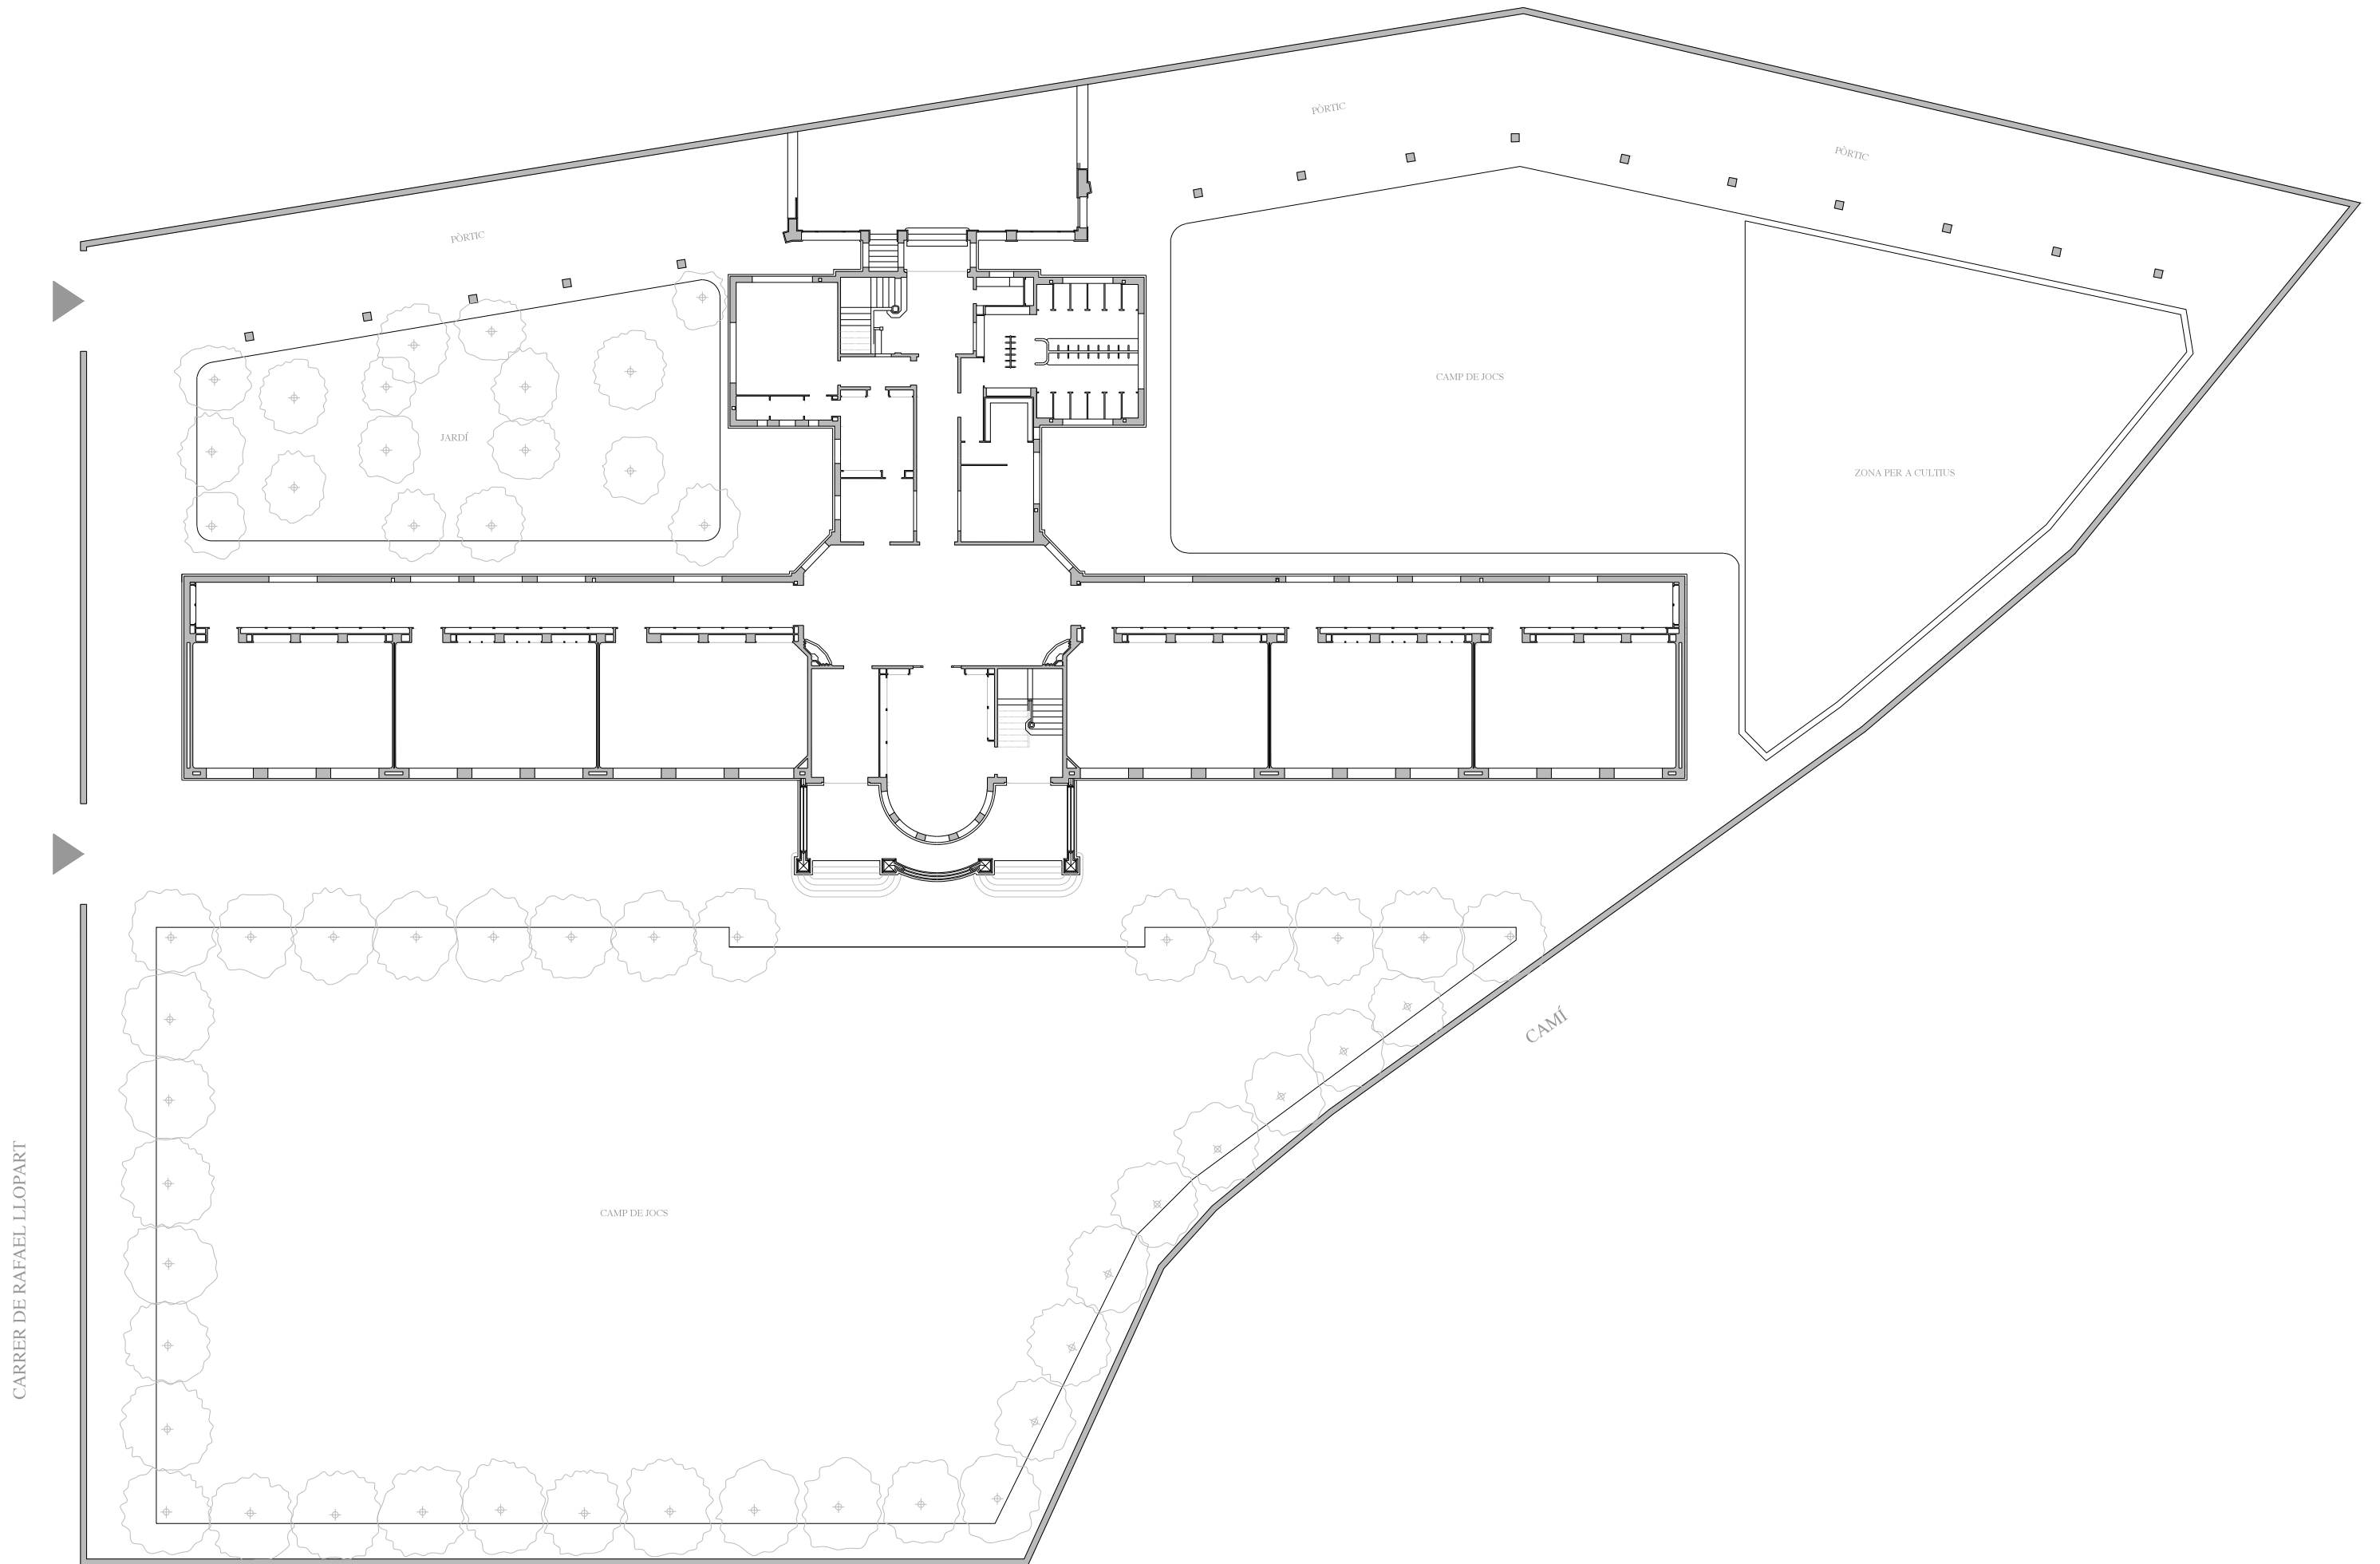 PÒRTIC
PÒRTIC
PÒRTIC
CAMP DE JOCS
JARDÍ
ZONA PER A CULTIUS
CAMÍ
CAMP DE JOCS
CARRER DE RAFAEL LLOPART